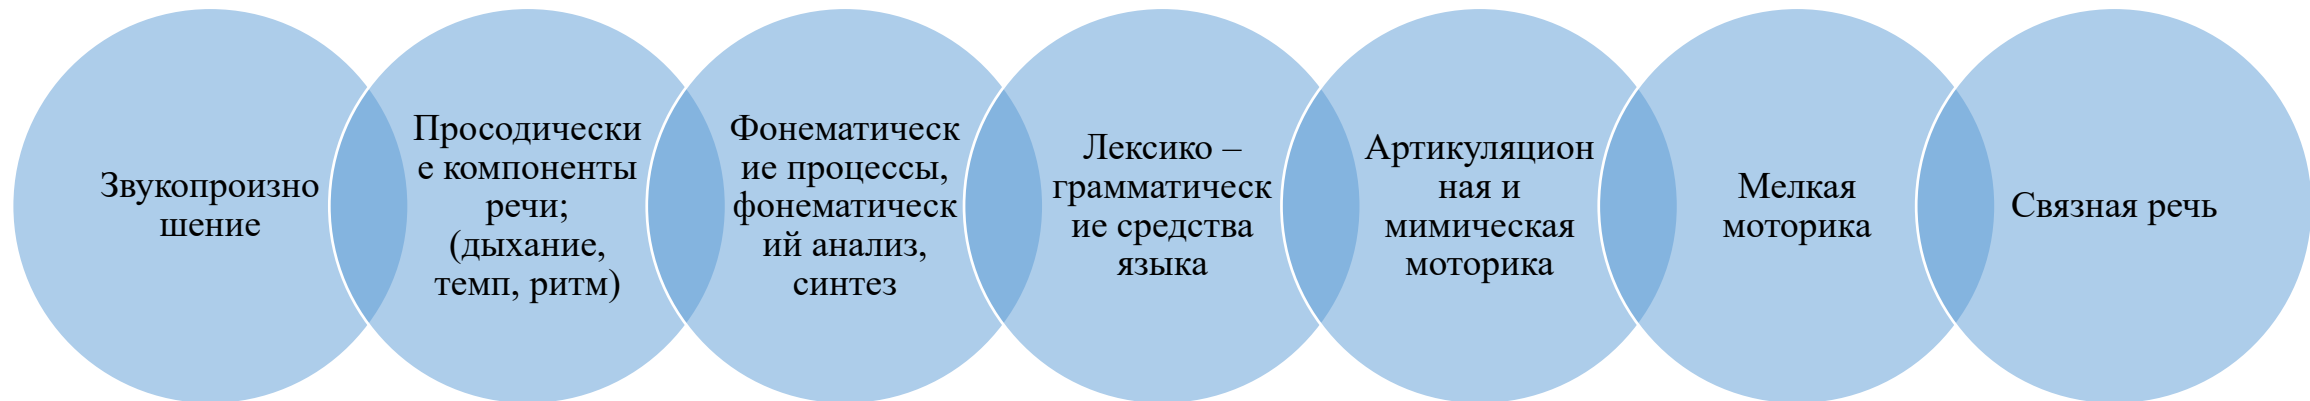 Звукопроизно
шение
Просодически
е компоненты
речи;
(дыхание,
темп, ритм)
Фонематическ
ие процессы,
фонематическ
ий анализ,
синтез
Лексико –
грамматическ
ие средства
языка
Артикуляцион
ная и
мимическая
моторика
Мелкая
моторика
Связная речь